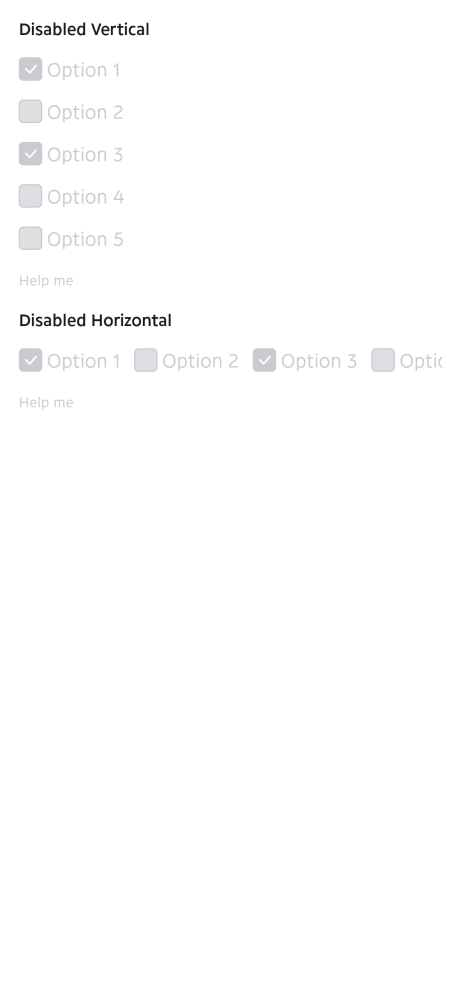 Disabled Vertical
Option 1
Option 2
Option 3
Option 4
Option 5
Help me
Disabled Horizontal
Option 1 Option 2 Option 3
Help me